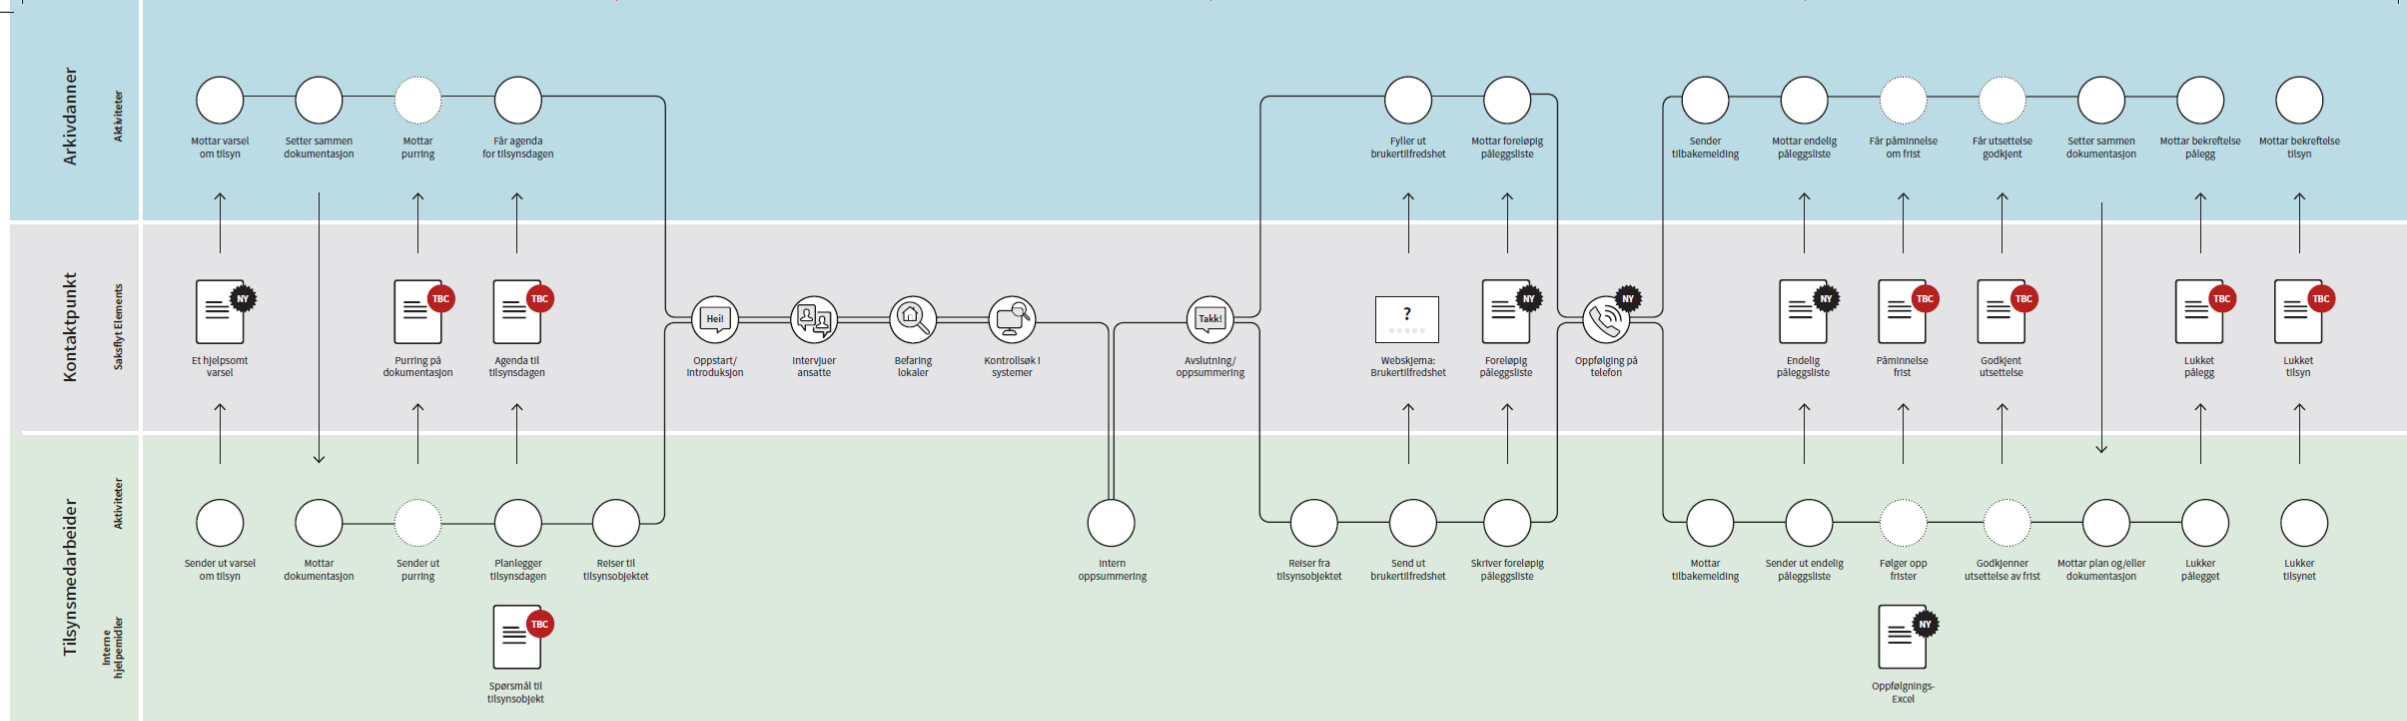 Arkivdanner
Aktiviteter
Mottar varsel
om tilsyn
Setter sammen
dokumentasjon
Mottar
purring
Får agenda
for tilsynsdagen
Fyller ut
brukertilfredshet
Mottar foreløpig
påleggsliste
Sender
tilbakemelding
Mottar endelig
påleggsliste
Får påminnelse
om frist
Får utsettelse
godkjent
Setter sammen
dokumentasjon
Mottar bekreftelse
pålegg
Mottar bekreftelse
tilsyn
Kontaktpunkt
Saksflyt Elements
NY
Et hjelpsomt
varsel
TBC
Purring på
dokumentasjon
TBC
Agenda til
tilsynsdagen
Hei!
Oppstart/
introduksjon
Intervjuer
ansatte
Befaring
lokaler
Kontrollsøk i
systemer
Takk!
Avslutning/
oppsummering
?
Webskjema:
Brukertilfredshet
NY
Foreløpig
påleggsliste
NY
Oppfølging på
telefon
NY
Endelig
påleggsliste
TBC
Påminnelse
frist
TBC
Godkjent
utsettelse
TBC
Lukket
pålegg
TBC
Lukket
tilsyn
Tilsynsmedarbeider
Aktiviteter
Sender ut varsel
om tilsyn
Mottar
dokumentasjon
Sender ut
purring
Planlegger
tilsynsdagen
Reiser til
tilsynsobjektet
Intern
oppsummering
Reiser fra
tilsynsobjektet
Send ut
brukertilfredshet
Skriver foreløpig
påleggsliste
Mottar
tilbakemelding
Sender ut endelig
påleggsliste
Følger opp
frister
Godkjenner
utsettelse av frist
Mottar plan og/eller
dokumentasjon
Lukker
pålegget
Lukker
tilsynet
Interne
hjelpemidler
TBC
Spørsmål til
tilsynsobjekt
NY
Oppfølgnings-
Excel